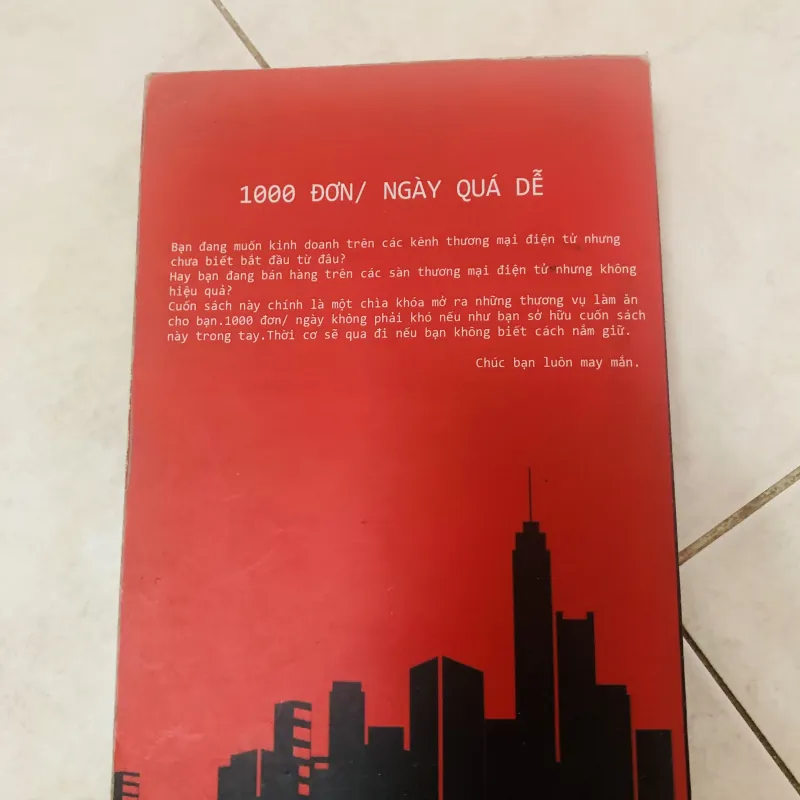 1000 ĐƠN/ NGÀY QUÁ DỄ
Bạn đang muốn kinh doanh trên các kênh thương mại điện tử nhưng
chưa biết bắt đầu từ đâu?
Hay bạn đang bán hàng trên các sàn thương mại điện tử nhưng không
hiệu quả?
Cuốn sách này chính là một chìa khóa mở ra những thương vụ làm ăn
cho bạn.1000 đơn/ ngày không phải khó nếu như bạn sở hữu cuốn sách
này trong tay.Thời cơ sẽ qua đi nếu bạn không biết cách nắm giữ.
Chúc bạn luôn may mắn.